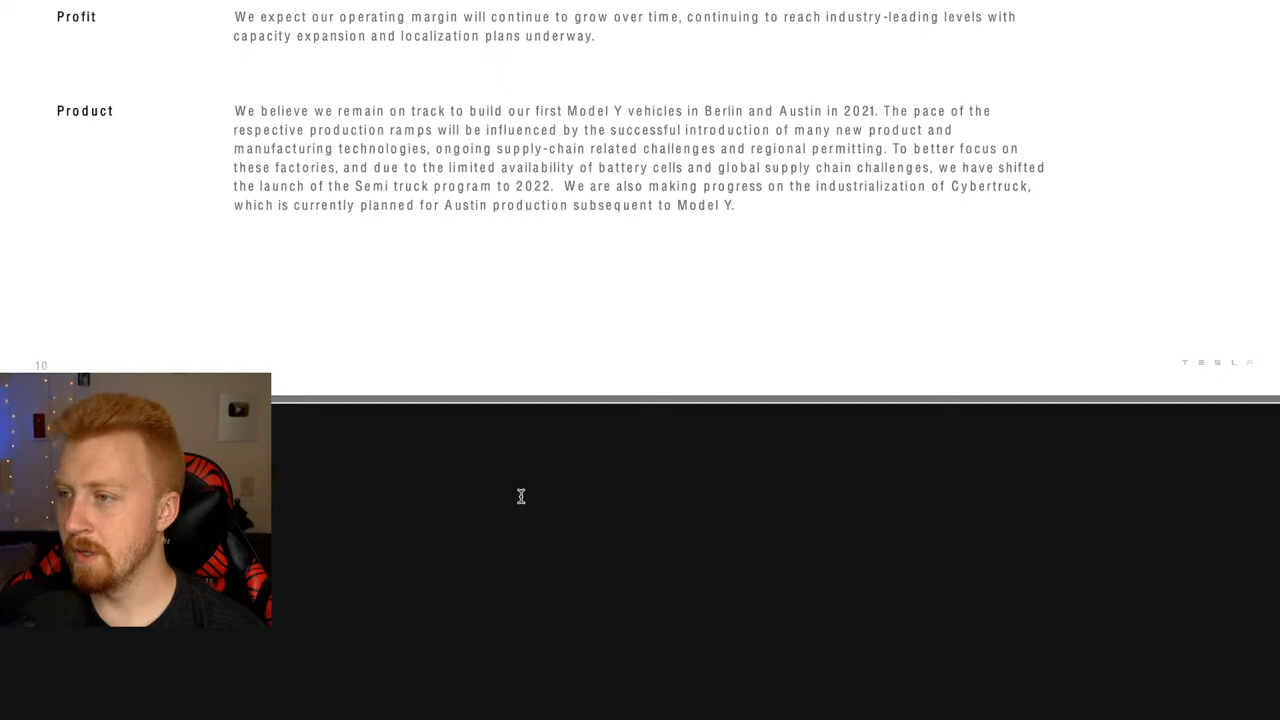 Profit
We expect our operating margin will continue to grow over time, continuing to reach industry-leading levels with
capacity expansion and localization plans underway.
Product
We believe we remain on track to build our first Model Y vehicles in Berlin and Austin in 2021. The pace of the
respective production ramps will be influenced by the successful introduction of many new product and
manufacturing technologies, ongoing supply-chain related challenges and regional permitting. To better focus on
these factories, and due to the limited availability of battery cells and global supply chain challenges, we have shifted
the launch of the Semi truck program to 2022.  We are also making progress on the industrialization of Cybertruck,
which is currently planned for Austin production subsequent to Model Y.
10
TESLA